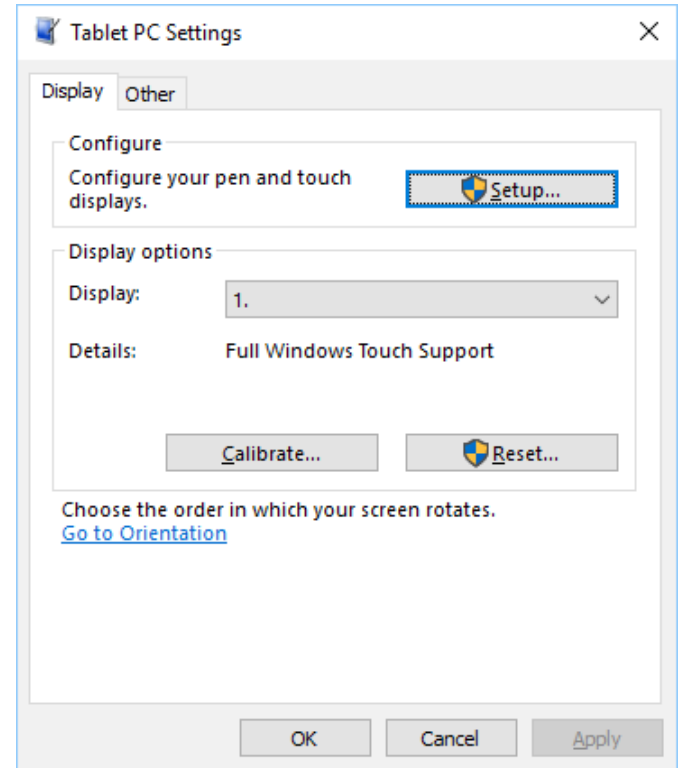 Tablet PC Settings
Display
Other
Configure
Configure your pen and touch
displays.
Setup...
Display options
Display:
1.
Details:
Full Windows Touch Support
Calibrate...
Reset...
Choose the order in which your screen rotates.
Go to Orientation
OK
Cancel
Apply